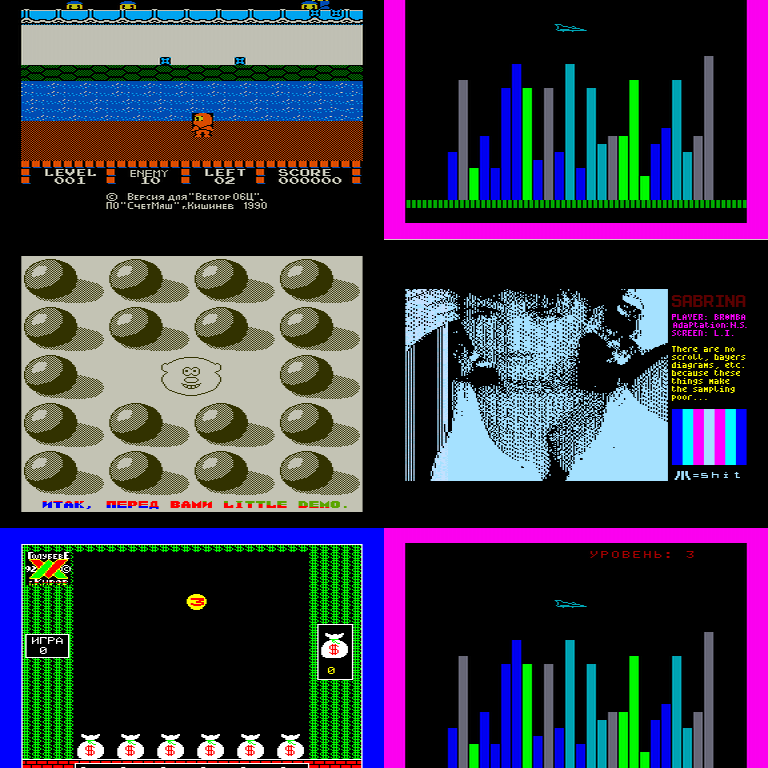 LEVEL ENEMY LEFT SCORE
001 10 02 000000
© Версия для "Вектор 06Ц",
ПО "СчетМаш", Кишинев 1990
SABRINA
PLAYER: BRAMBA
Adaptation:H.S.
SCREEN: L.I.
There are no
scroll, bayers
diagrams, etc.
because these
things make
the sampling
poor...
=shit
ИТАК, ПЕРЕД ВАМИ LITTLE DEMO.
УРОВЕНЬ: 3
3
ИГРА
0
$
0
$ $ $ $ $ $